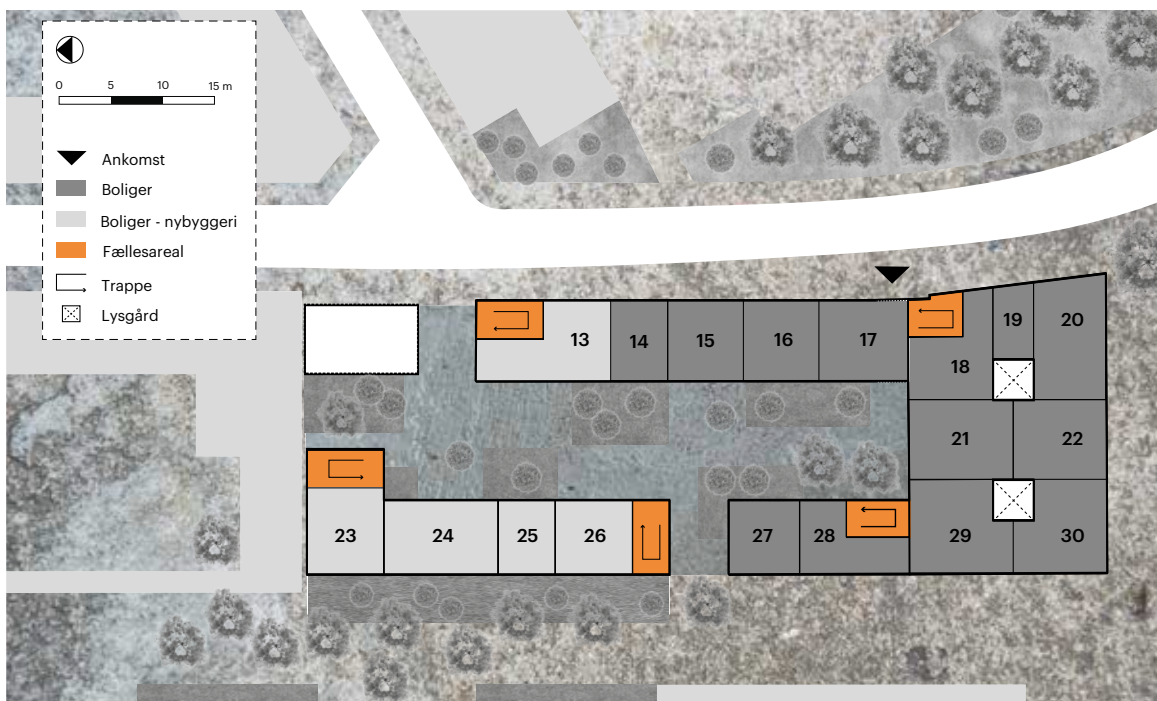 0 5 10 15 m
Ankomst
Boliger
Boliger - nybyggeri
Fællesareal
Trappe
Lysgård
13 14 15 16 17
18 19 20
21 22
23 24 25 26 27 28 29 30